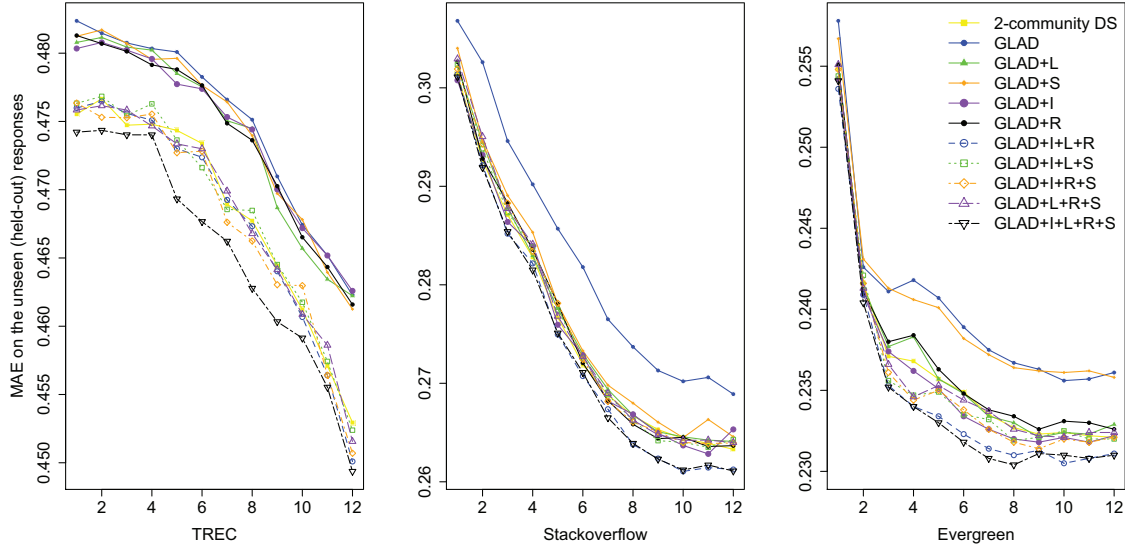 MAE on the unseen (held-out) responses
0.480
0.475
0.470
0.465
0.460
0.455
0.450
2 4 6 8 10 12
TREC
0.30
0.29
0.28
0.27
0.26
2 4 6 8 10 12
Stackoverflow
0.255
0.250
0.245
0.240
0.235
0.230
2 4 6 8 10 12
Evergreen
2-community DS
GLAD
GLAD+L
GLAD+S
GLAD+I
GLAD+R
GLAD+I+L+R
GLAD+I+L+S
GLAD+I+R+S
GLAD+L+R+S
GLAD+I+L+R+S